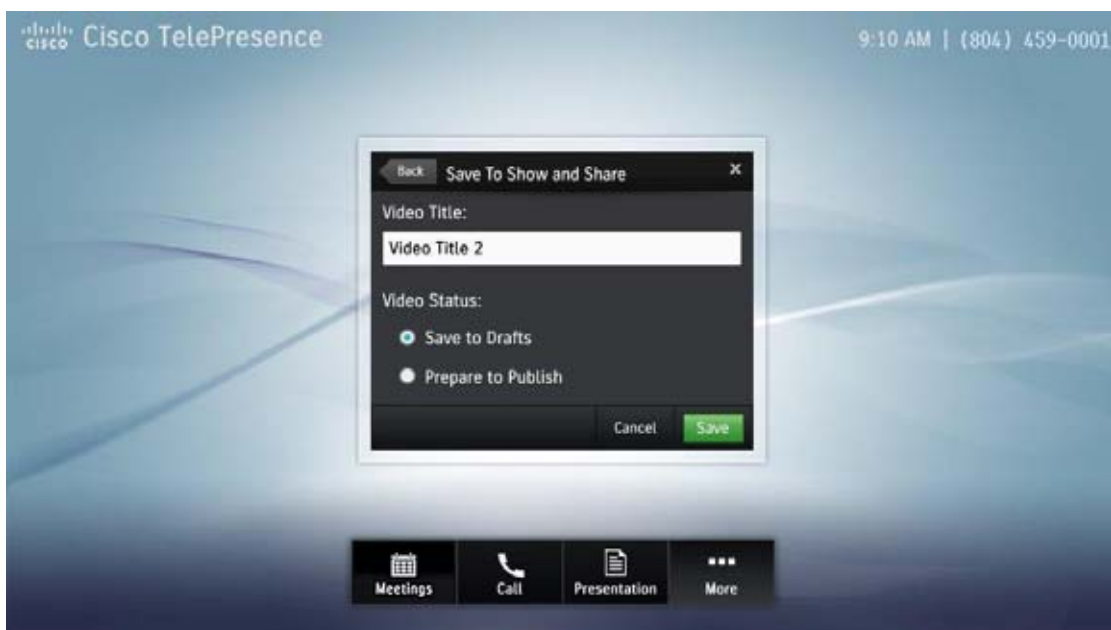 cisco Cisco TelePresence
9:10 AM | (804) 459-0001
Back Save To Show and Share x
Video Title:
Video Title 2
Video Status:
Save to Drafts
Prepare to Publish
Cancel Save
Meetings Call Presentation More